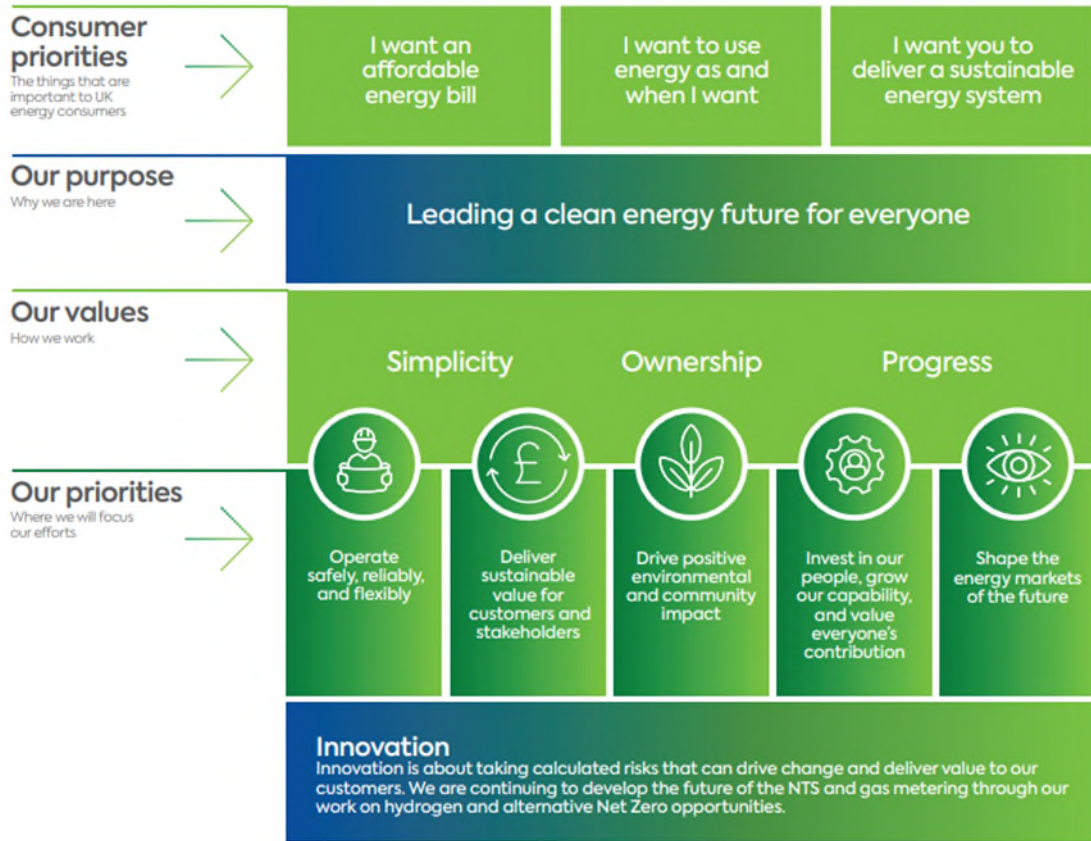 Consumer
priorities
The things that are
important to UK
energy consumers
I want an
affordable
energy bill
I want to use
energy as and
when I want
I want you to
deliver a sustainable
energy system
Our purpose
Why we are here
Leading a clean energy future for everyone
Our values
How we work
Simplicity
Ownership
Progress
Our priorities
Where we will focus
our efforts
£
Operate
safely, reliably,
and flexibly
Deliver
sustainable
value for
customers and
stakeholders
Drive positive
environmental
and community
impact
Invest in our
people, grow
our capability,
and value
everyone's
contribution
Shape the
energy markets
of the future
Innovation
Innovation is about taking calculated risks that can drive change and deliver value to our
customers. We are continuing to develop the future of the NTS and gas metering through our
work on hydrogen and alternative Net Zero opportunities.